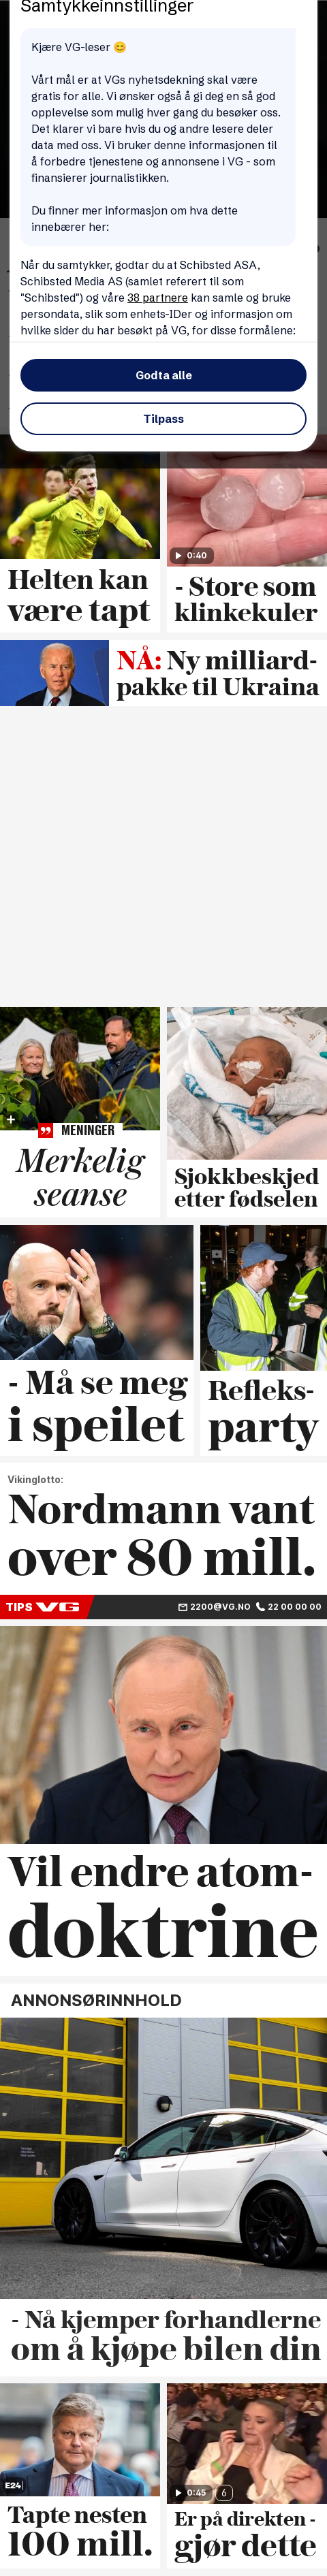 Samtykkeinnstillinger
Kjære VG-leser 😊
Vårt mål er at VGs nyhetsdekning skal være
gratis for alle. Vi ønsker også å gi deg en så god
opplevelse som mulig hver gang du besøker oss.
Det klarer vi bare hvis du og andre lesere deler
data med oss. Vi bruker denne informasjonen til
å forbedre tjenestene og annonsene i VG - som
finansierer journalistikken.
Du finner mer informasjon om hva dette
innebærer her:
Når du samtykker, godtar du at Schibsted ASA,
Schibsted Media AS (samlet referert til som
"Schibsted") og våre 38 partnere kan samle og bruke
persondata, slik som enhets-IDer og informasjon om
hvilke sider du har besøkt på VG, for disse formålene:
Godta alle
Tilpass
0:40
Helten kan
være tapt
- Store som
klinkekuler
NÅ: Ny milliard-
pakke til Ukraina
MENINGER
Merkelig
seanse
Sjokkbeskjed
etter fødselen
- Må se meg
i speilet
Refleks-
party
Vikinglotto:
Nordmann vant
over 80 mill.
TIPS VG
2200@VG.NO 22 00 00 00
Vil endre atom-
doktrine
ANNONSØRINNHOLD
- Nå kjemper forhandlerne
om å kjøpe bilen din
E24
Tapte nesten
100 mill.
0:45 6
Er på direkten -
gjør dette